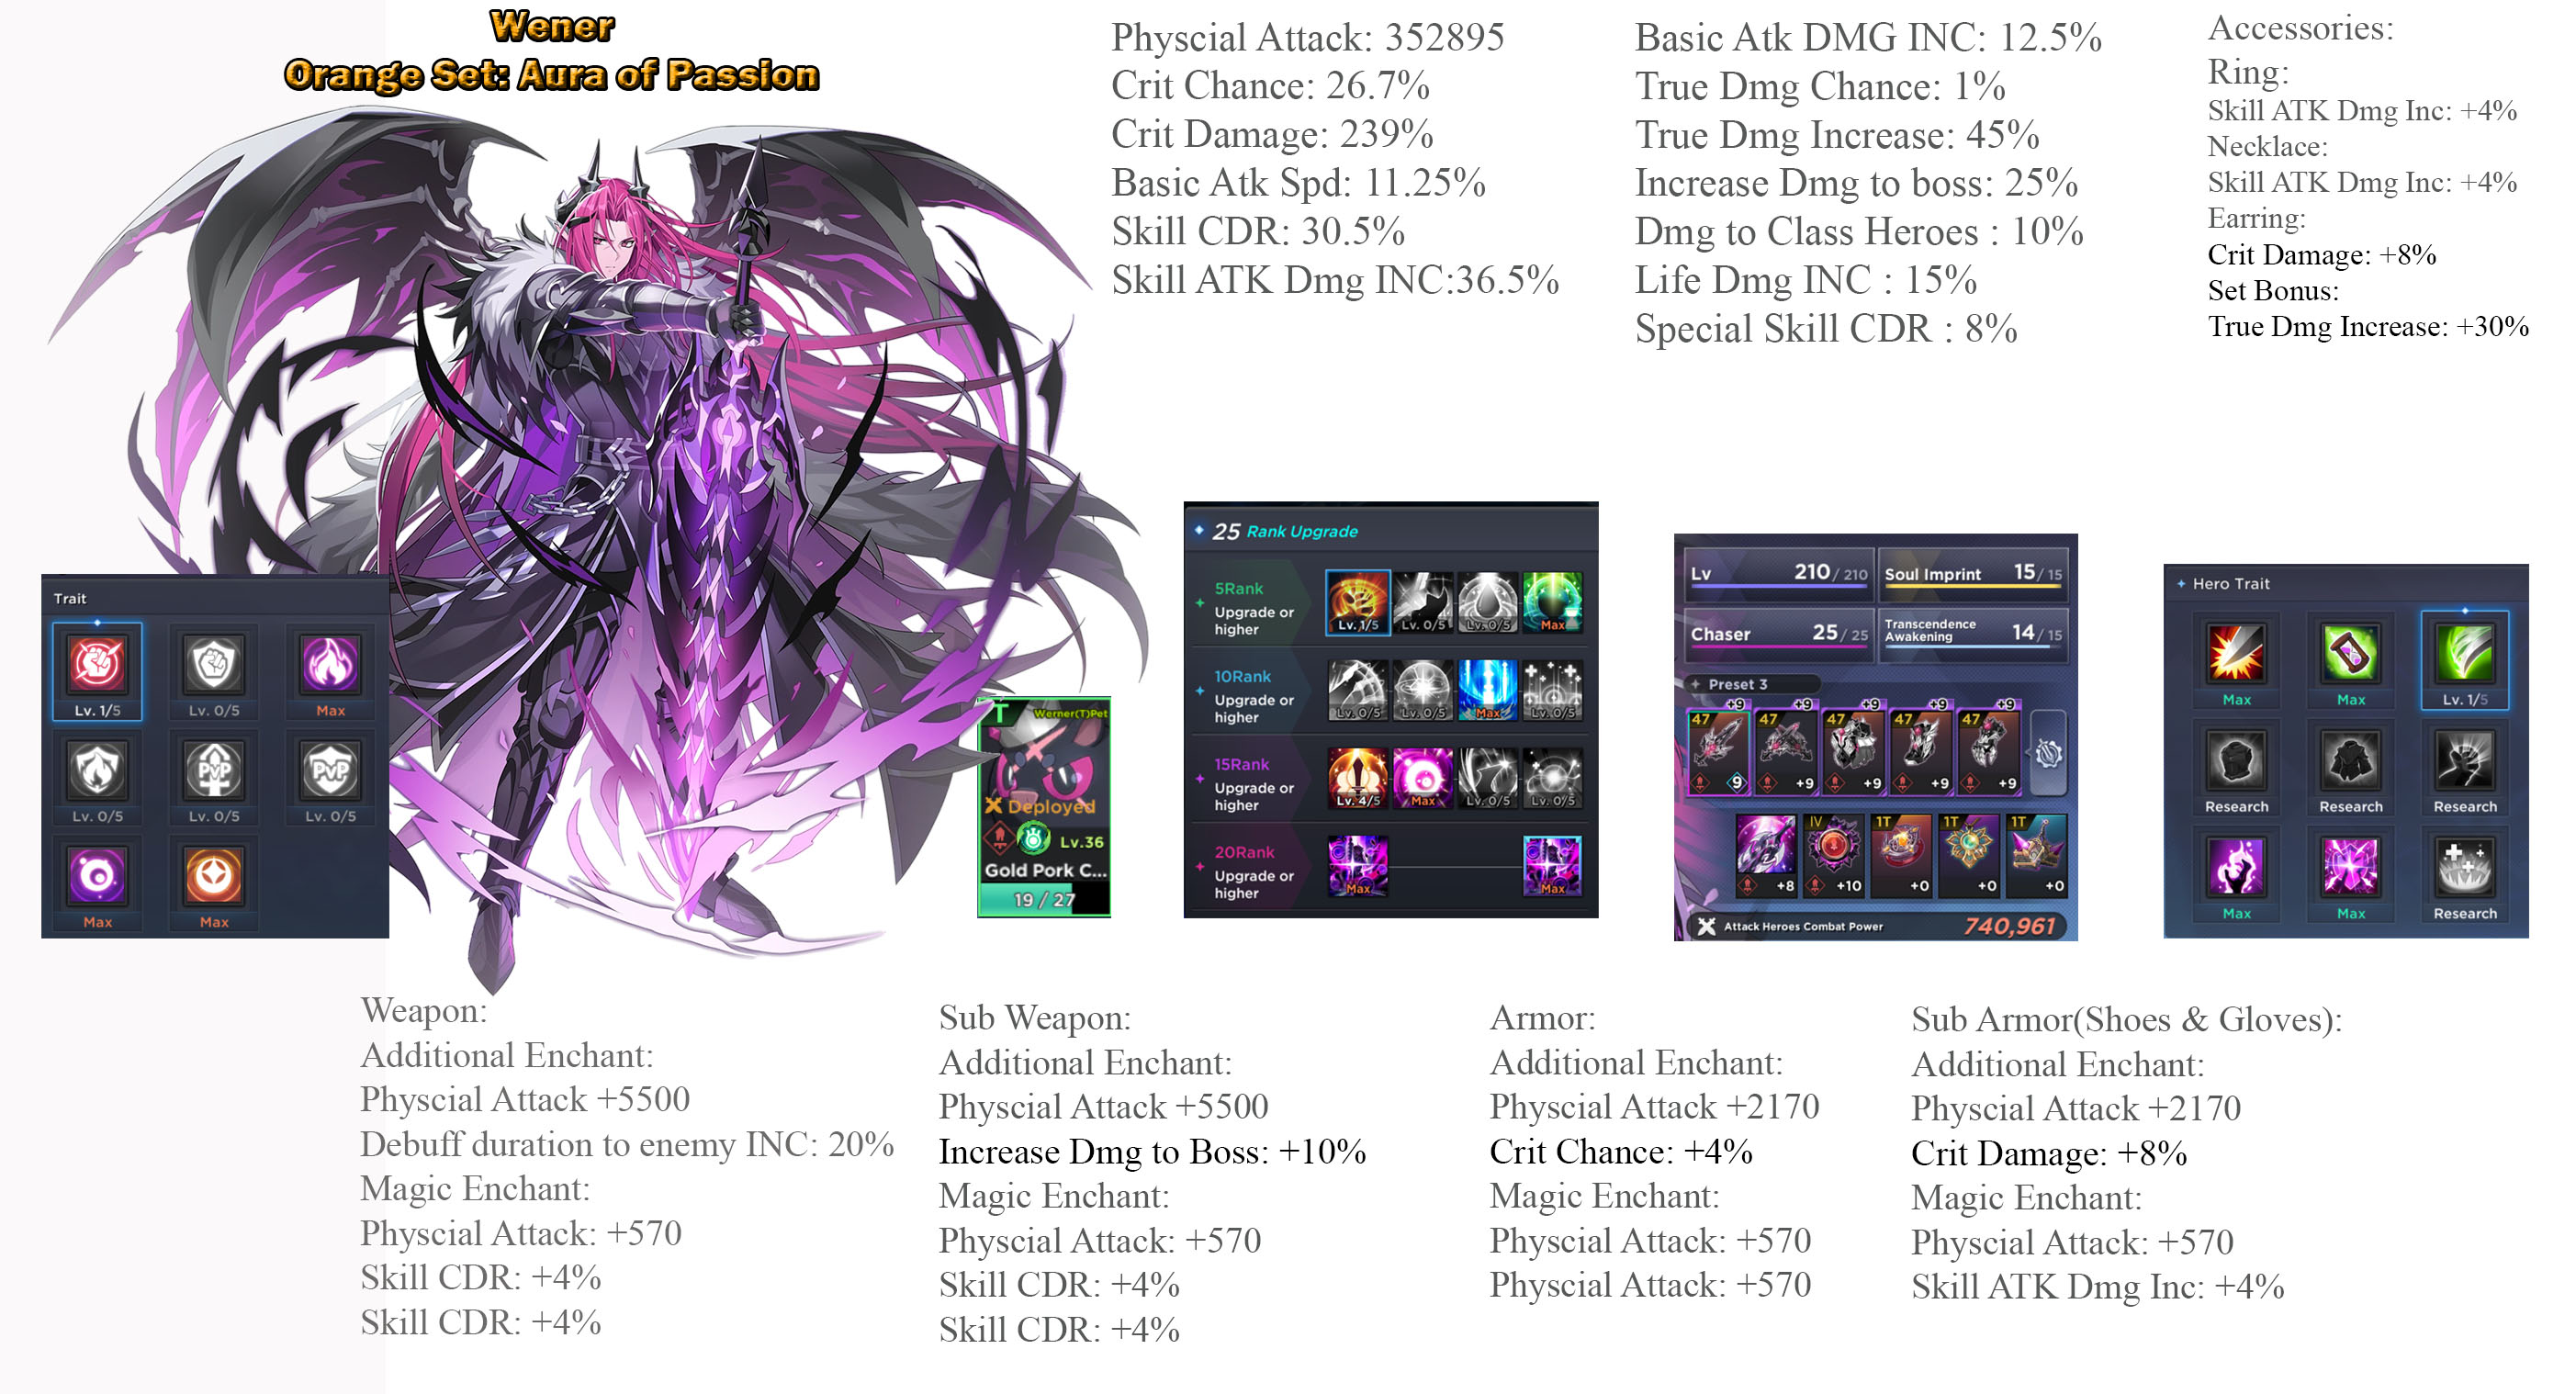 Wener
Orange Set: Aura of Passion
Physcial Attack: 352895
Crit Chance: 26.7%
Crit Damage: 239%
Basic Atk Spd: 11.25%
Skill CDR: 30.5%
Skill ATK Dmg INC:36.5%
Basic Atk DMG INC: 12.5%
True Dmg Chance: 1%
True Dmg Increase: 45%
Increase Dmg to boss: 25%
Dmg to Class Heroes : 10%
Life Dmg INC : 15%
Special Skill CDR : 8%
Accessories:
Ring:
Skill ATK Dmg Inc: +4%
Necklace:
Skill ATK Dmg Inc: +4%
Earring:
Crit Damage: +8%
Set Bonus:
True Dmg Increase: +30%
Trait
Lv. 1/5
Lv. 0/5
Max
Lv. 0/5
Lv. 0/5
Lv. 0/5
Max
Max
T
Werner(T)Pet
Deployed
Lv.36
Gold Pork C...
19 / 27
25 Rank Upgrade
5Rank
Upgrade or
higher
Lv. 1/5
Lv. 0/5
Lv. 0/5
Max
10Rank
Upgrade or
higher
Lv. 0/5
Lv. 0/5
Max
Lv. 0/5
15Rank
Upgrade or
higher
Lv. 4/5
Max
Lv. 0/5
Lv. 0/5
20Rank
Upgrade or
higher
Max
Max
Lv 210 / 210
Soul Imprint 15 / 15
Chaser 25 / 25
Transcendence
Awakening 14 / 15
Preset 3
+9 +9 +9 +9 +9
47 47 47 47 47
9 +9 +9 +9 +9
IV 1T 1T 1T
+8 +10 +0 +0 +0
Attack Heroes Combat Power 740,961
Hero Trait
Max
Max
Lv. 1/5
Research
Research
Research
Max
Max
Research
Weapon:
Additional Enchant:
Physcial Attack +5500
Debuff duration to enemy INC: 20%
Magic Enchant:
Physcial Attack: +570
Skill CDR: +4%
Skill CDR: +4%
Sub Weapon:
Additional Enchant:
Physcial Attack +5500
Increase Dmg to Boss: +10%
Magic Enchant:
Physcial Attack: +570
Skill CDR: +4%
Skill CDR: +4%
Armor:
Additional Enchant:
Physcial Attack +2170
Crit Chance: +4%
Magic Enchant:
Physcial Attack: +570
Physcial Attack: +570
Sub Armor(Shoes & Gloves):
Additional Enchant:
Physcial Attack +2170
Crit Damage: +8%
Magic Enchant:
Physcial Attack: +570
Skill ATK Dmg Inc: +4%